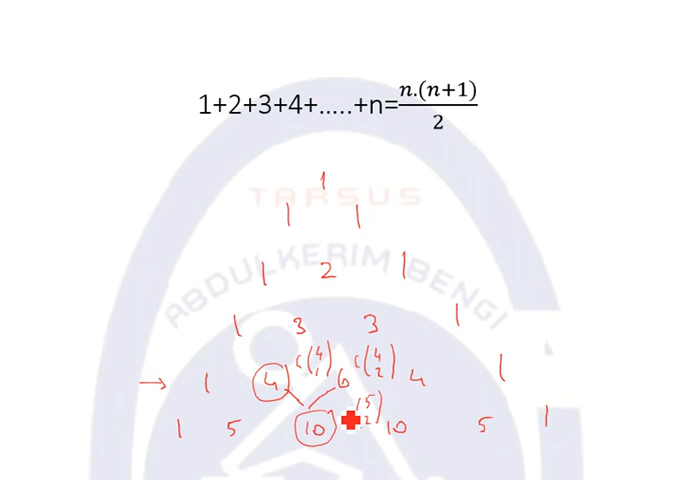 1+2+3+4+.....+n=n.(n+1)/2
1
TARSUS
1 1
ABDULKERIM BENGI
1 2 1
1 3 3 1
→ 1 4 C(4 1) 6 C(4 2) 4 1
1 5 10 (5 2) 10 5 1